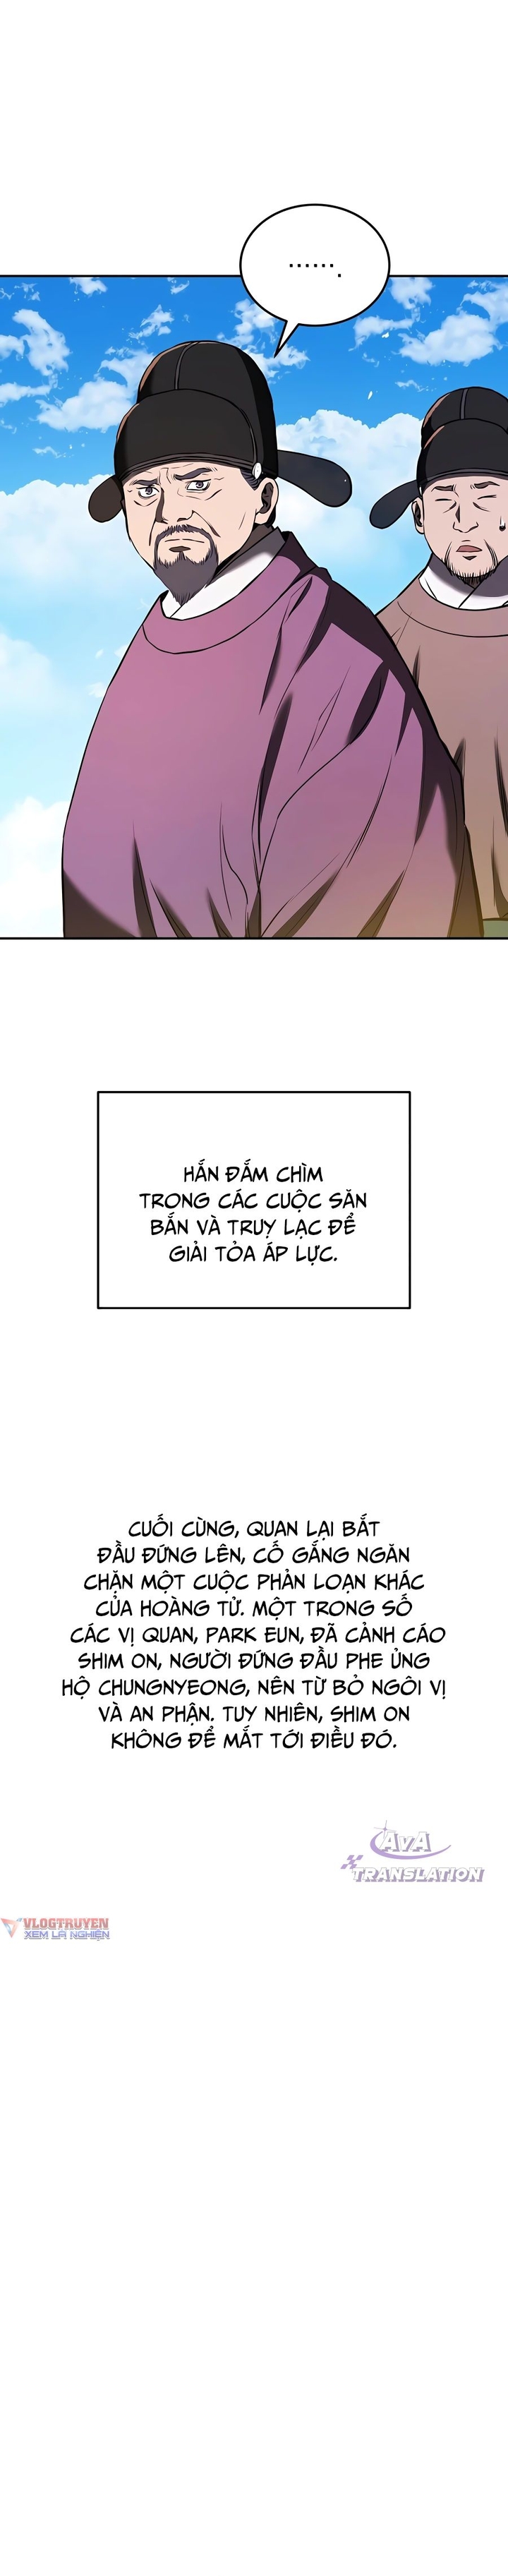 .......
HẮN ĐẮM CHÌM
TRONG CÁC CUỘC SĂN
BẮN VÀ TRUY LẠC ĐỂ
GIẢI TỎA ÁP LỰC.
CUỐI CÙNG, QUAN LẠI BẮT
ĐẦU ĐỨNG LÊN, CỐ GẮNG NGĂN
CHẶN MỘT CUỘC PHẢN LOẠN KHÁC
CỦA HOÀNG TỬ. MỘT TRONG SỐ
CÁC VỊ QUAN, PARK EUN, ĐÃ CẢNH CÁO
SHIM ON, NGƯỜI ĐỨNG ĐẦU PHE ỦNG
HỘ CHUNGNYEONG, NÊN TỪ BỎ NGÔI VỊ
VÀ AN PHẬN. TUY NHIÊN, SHIM ON
KHÔNG ĐỂ MẮT TỚI ĐIỀU ĐÓ.
AVA
TRANSLATION
VLOGTRUYEN
XEM LÀ NGHIỆN